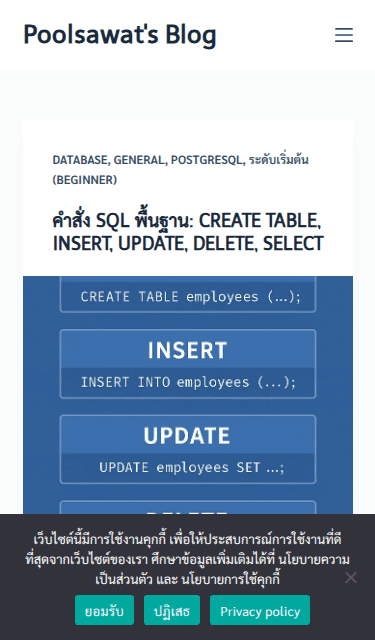 Poolsawat's Blog
DATABASE, GENERAL, POSTGRESQL, ระดับเริ่มต้น
(BEGINNER)
คำสั่ง SQL พื้นฐาน: CREATE TABLE,
INSERT, UPDATE, DELETE, SELECT
CREATE TABLE employees (...);
INSERT
INSERT INTO employees (...);
UPDATE
UPDATE employees SET ...;
DELETE
เว็บไซต์นี้มีการใช้งานคุกกี้ เพื่อให้ประสบการณ์การใช้งานที่ดี
ที่สุดจากเว็บไซต์ของเรา ศึกษาข้อมูลเพิ่มเติมได้ที่ นโยบายความ
เป็นส่วนตัว และ นโยบายการใช้คุกกี้
ยอมรับ ปฏิเสธ Privacy policy